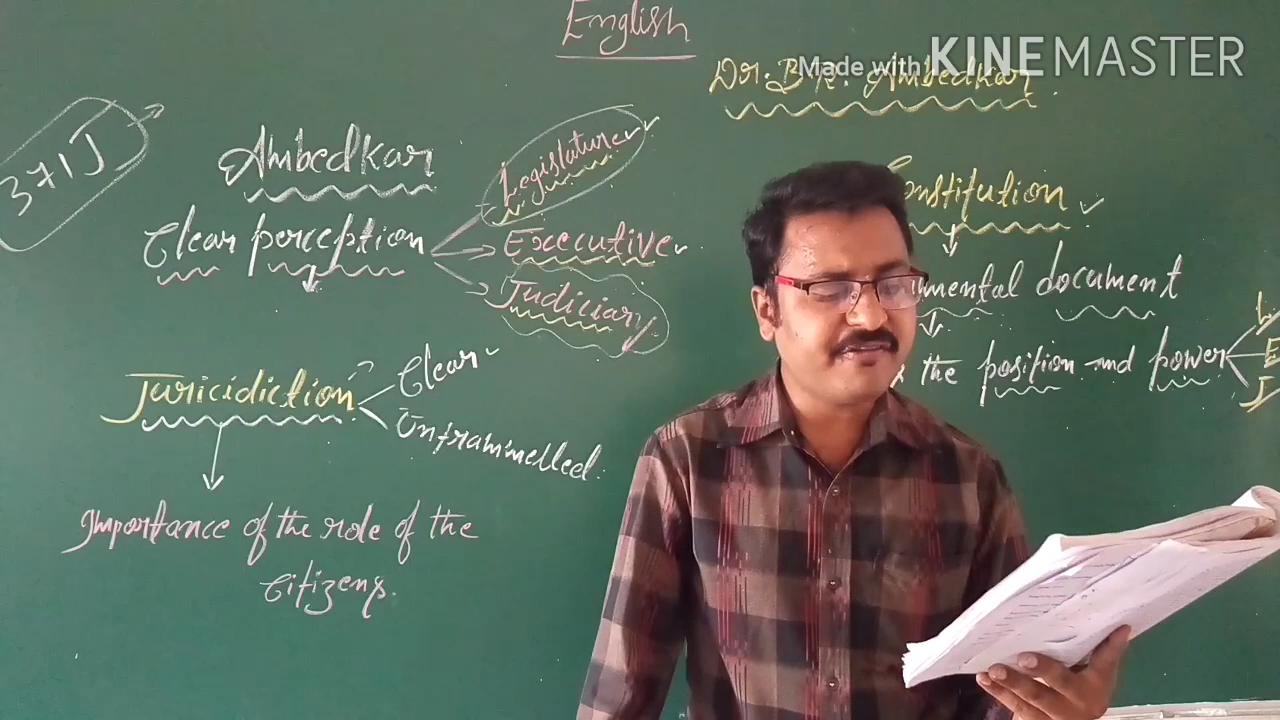 English
Made with KINEMASTER
Dr. B.R. Ambedkar
371J
Ambedkar
Clear perception
Legislature
Executive
Judiciary
Juricidiction
Clear
Untrammelled.
Importance of the role of the
Citizens.
Constitution
document
the position and power
L
E
J